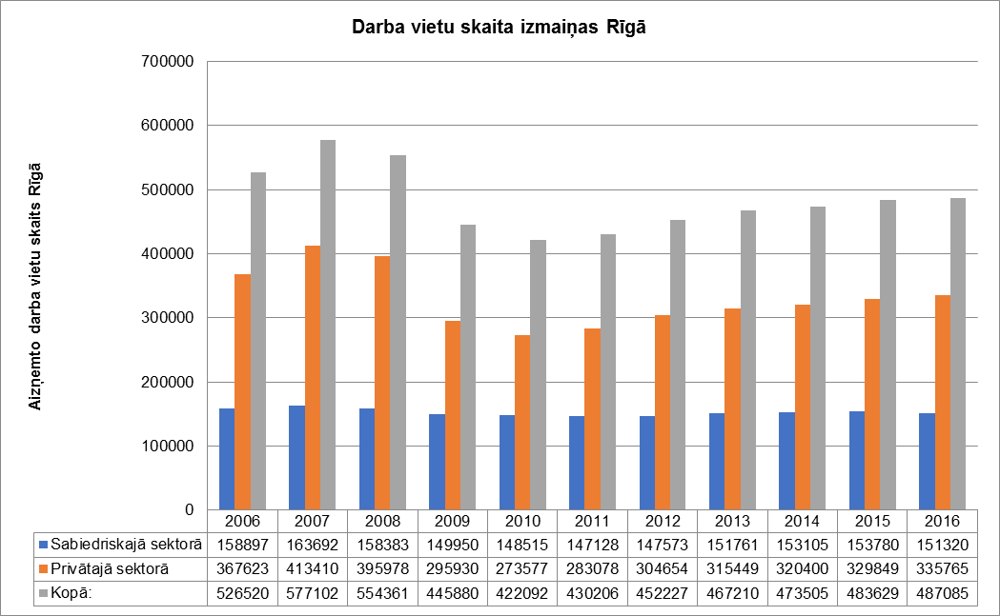 Darba vietu skaita izmaiņas Rīgā
Aizņemto darba vietu skaits Rīgā
700000
600000
500000
400000
300000
200000
100000
0
2006 2007 2008 2009 2010 2011 2012 2013 2014 2015 2016
Sabiedriskajā sektorā 158897 163692 158383 149950 148515 147128 147573 151761 153105 153780 151320
Privātajā sektorā 367623 413410 395978 295930 273577 283078 304654 315449 320400 329849 335765
Kopā: 526520 577102 554361 445880 422092 430206 452227 467210 473505 483629 487085